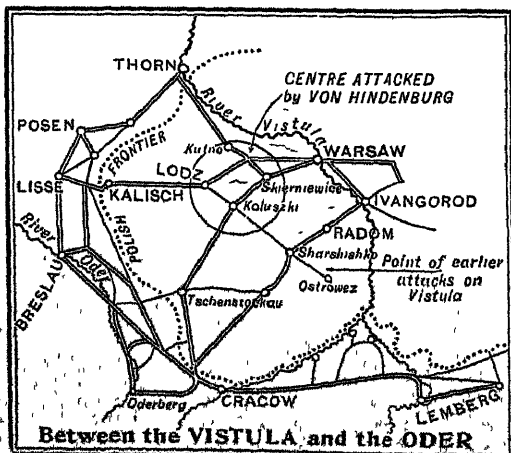 THORN
CENTRE ATTACKED
by VON HINDENBURG
River
Vistula
POSEN
FRONTIER
Kutno
WARSAW
LODZ
Skierniewice
LISSE
KALISCH
Koluszki
IVANGOROD
POLISH
RADOM
River
Oder
Sharshishko
Point of earlier
attacks on
Vistula
Ostrowez
BRESLAU
Tschenstockau
Oderberg
CRACOW
LEMBERG
Between the VISTULA and the ODER